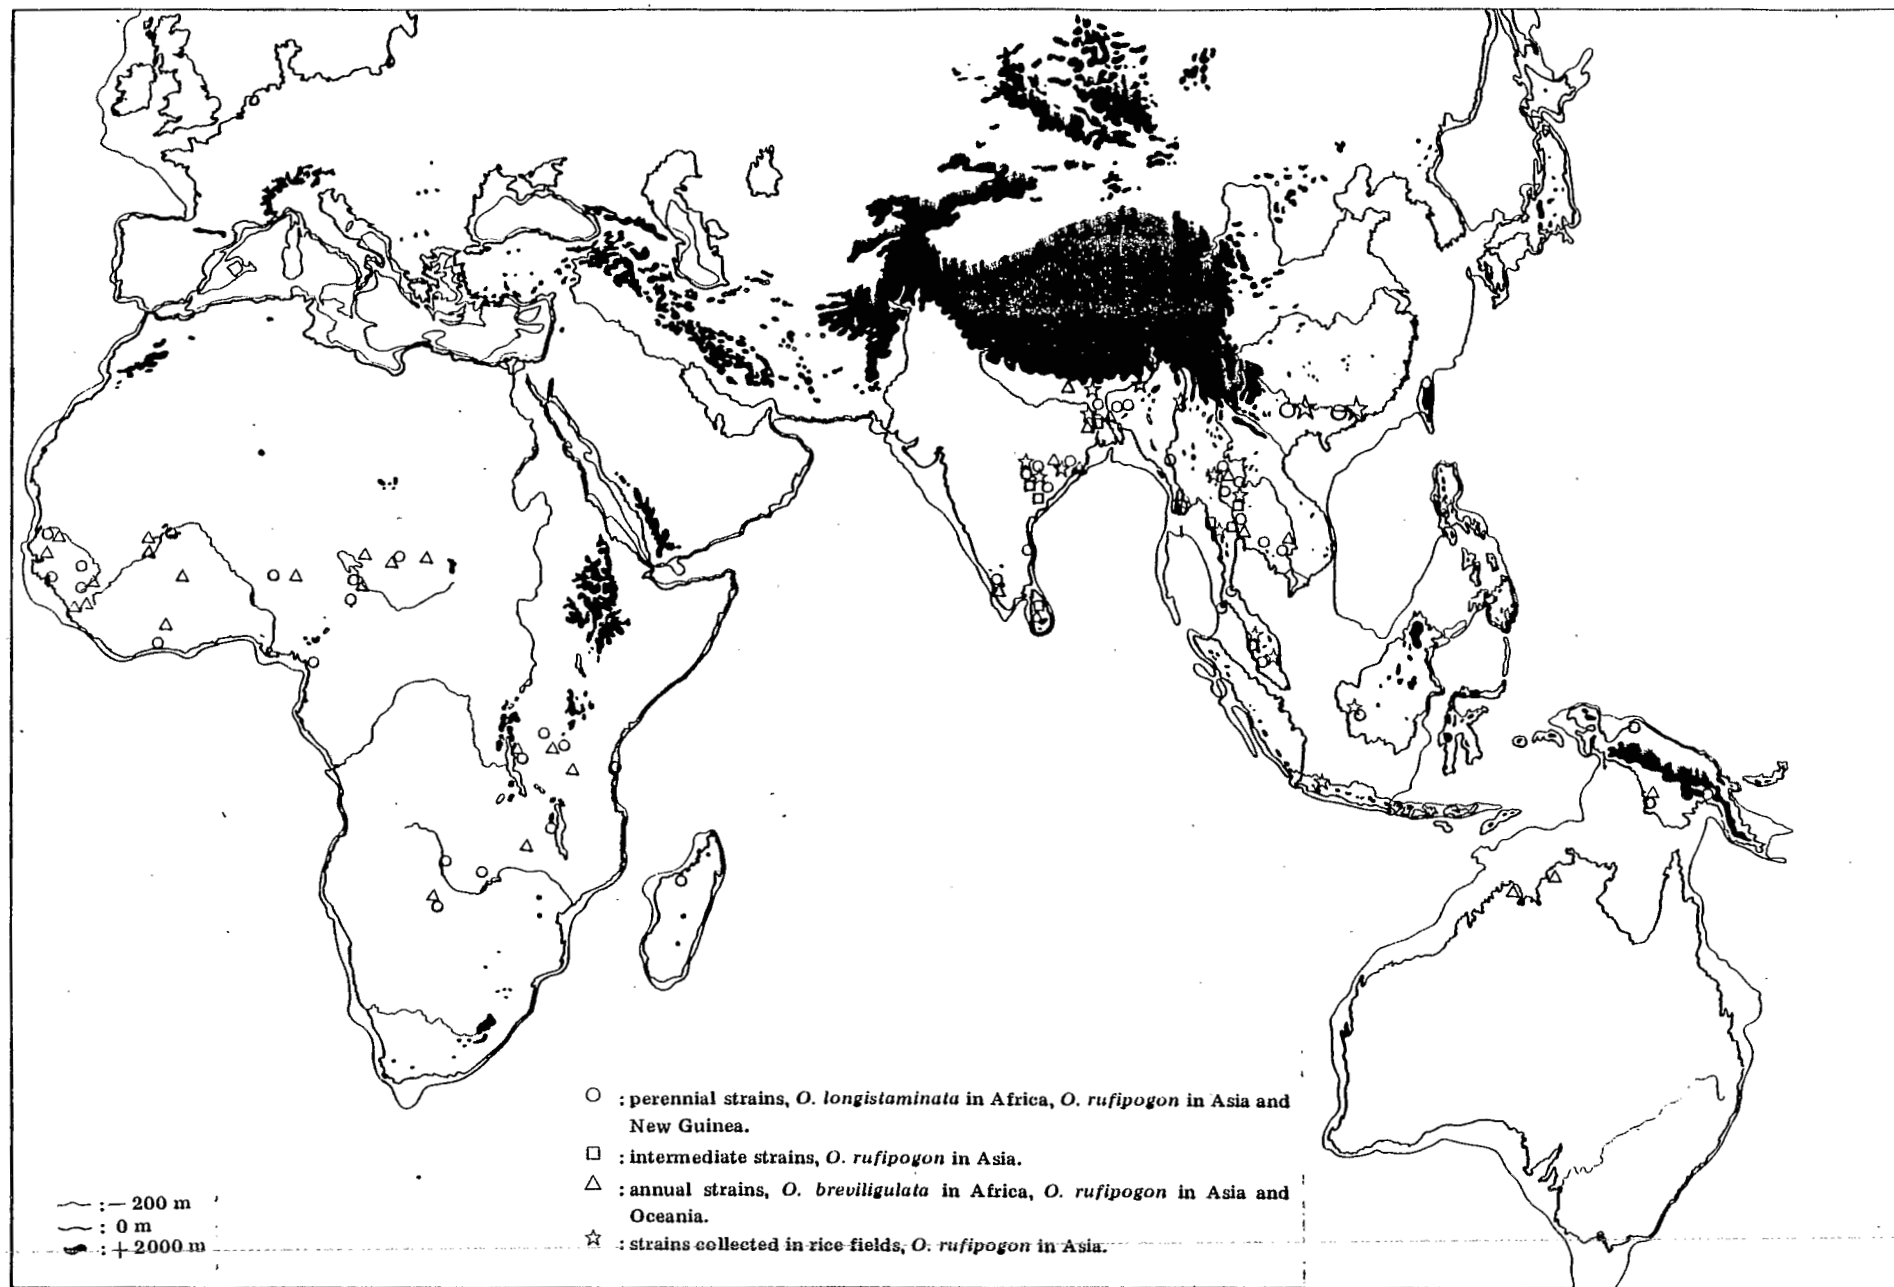 ○ : perennial strains, O. longistaminata in Africa, O. rufipogon in Asia and
New Guinea.
□ : intermediate strains, O. rufipogon in Asia.
△ : annual strains, O. breviligulata in Africa, O. rufipogon in Asia and
Oceania.
☆ : strains collected in rice fields, O. rufipogon in Asia.
: — 200 m
: 0 m
: + 2000 m